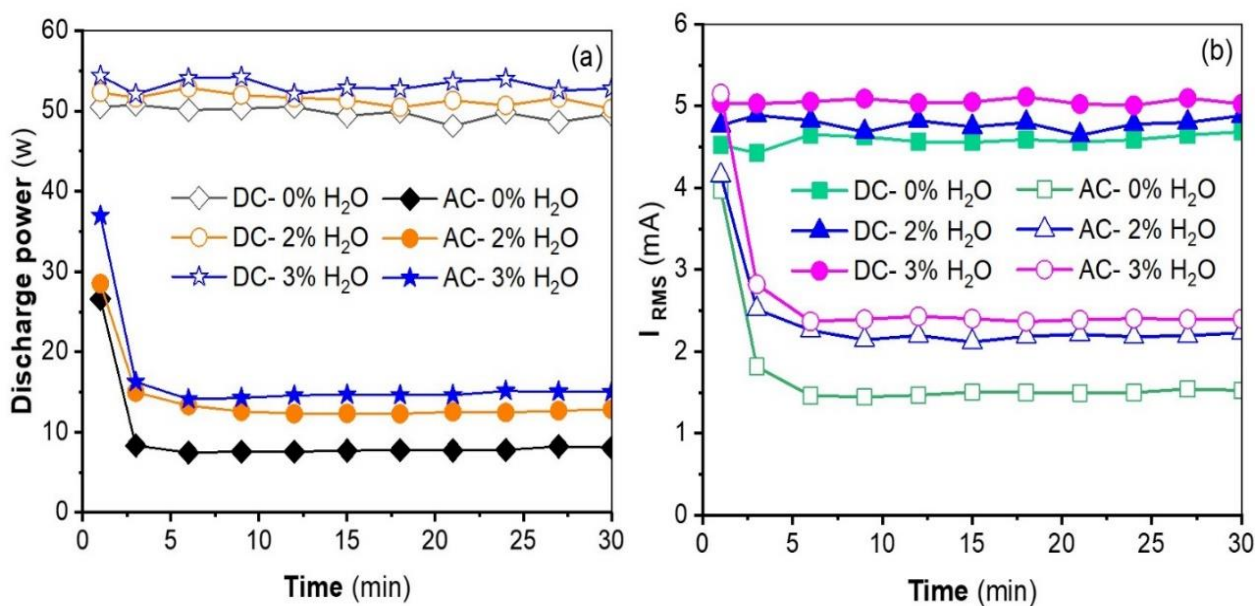 (a)
Discharge power (w)
60
50
40
30
20
10
0
DC- 0% H₂O
AC- 0% H₂O
DC- 2% H₂O
AC- 2% H₂O
DC- 3% H₂O
AC- 3% H₂O
0 5 10 15 20 25 30
Time (min)
(b)
I RMS (mA)
6
5
4
3
2
1
0
DC- 0% H₂O
AC- 0% H₂O
DC- 2% H₂O
AC- 2% H₂O
DC- 3% H₂O
AC- 3% H₂O
0 5 10 15 20 25 30
Time (min)